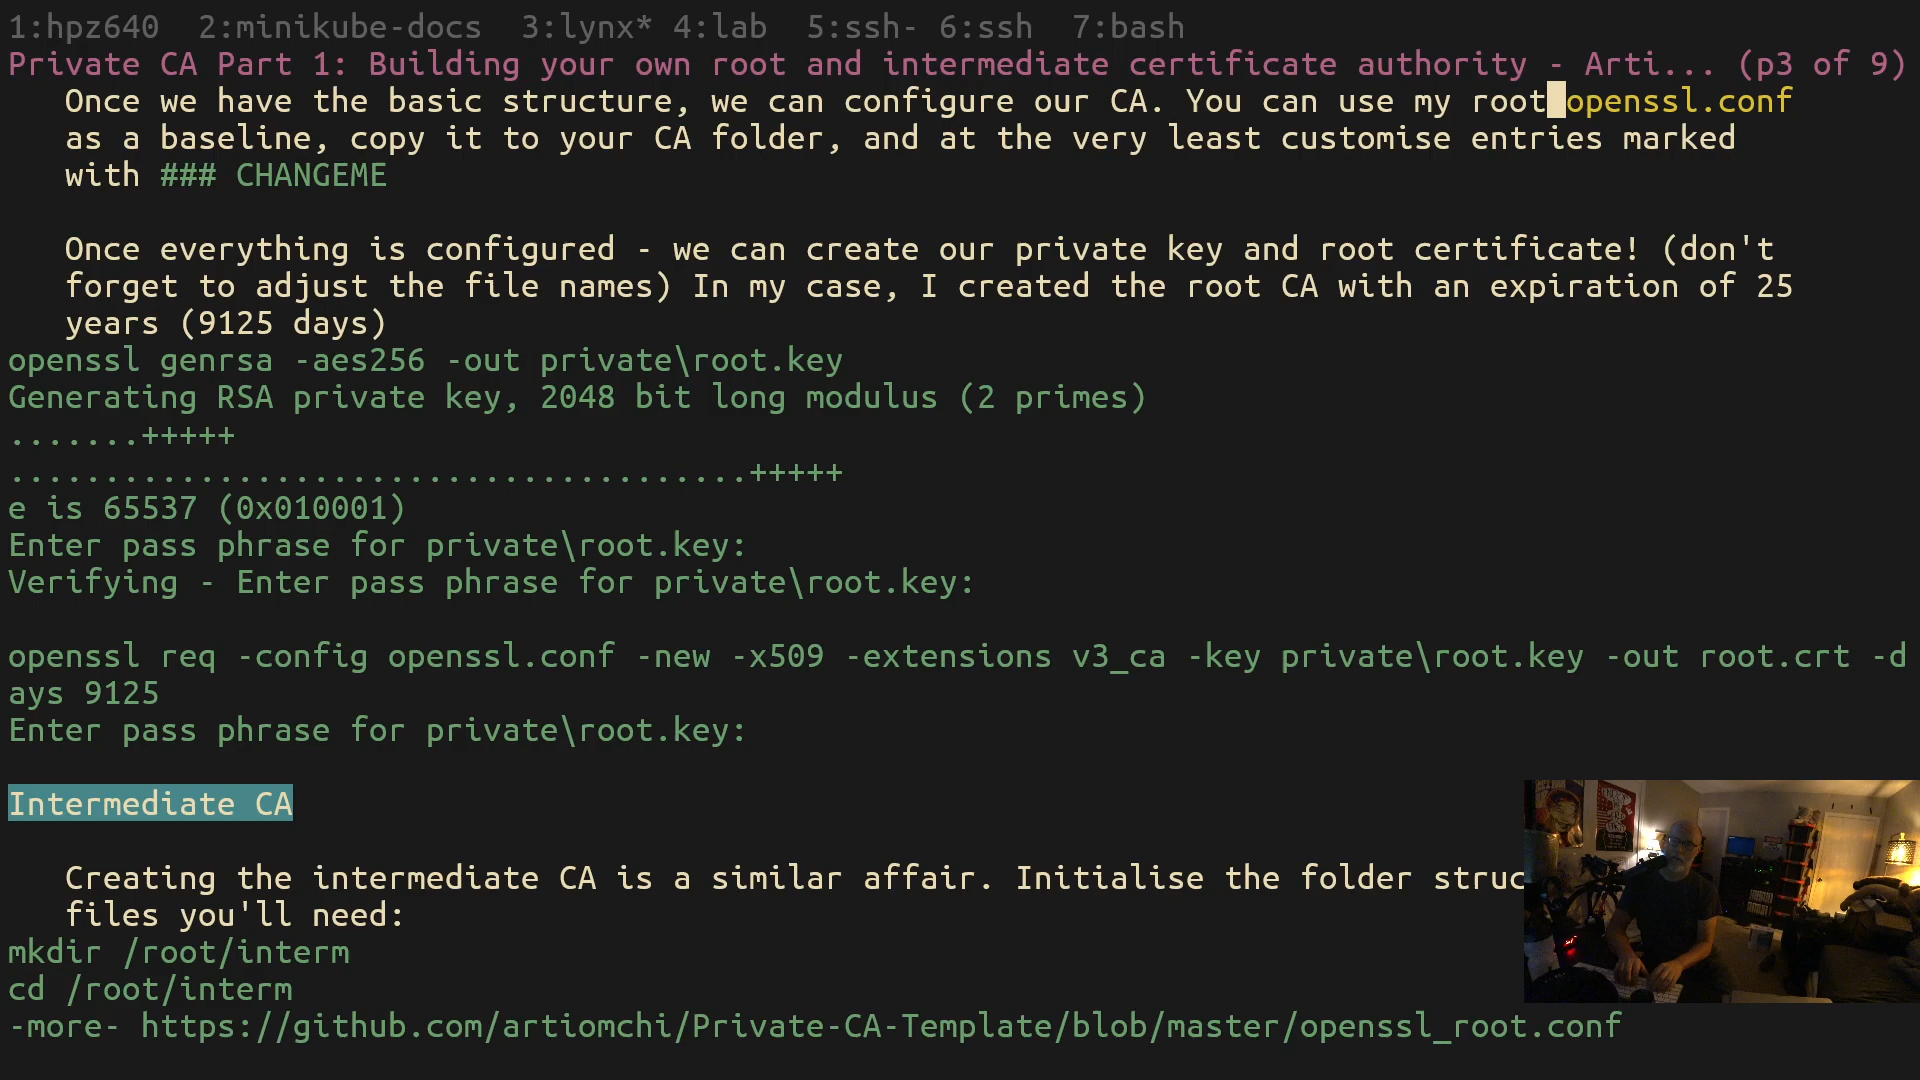 1:hpz640  2:minikube-docs  3:lynx* 4:lab  5:ssh- 6:ssh  7:bash
Private CA Part 1: Building your own root and intermediate certificate authority - Arti... (p3 of 9)
Once we have the basic structure, we can configure our CA. You can use my root openssl.conf
as a baseline, copy it to your CA folder, and at the very least customise entries marked
with ### CHANGEME
Once everything is configured - we can create our private key and root certificate! (don't
forget to adjust the file names) In my case, I created the root CA with an expiration of 25
years (9125 days)
openssl genrsa -aes256 -out private\root.key
Generating RSA private key, 2048 bit long modulus (2 primes)
.......+++++
.......................................+++++
e is 65537 (0x010001)
Enter pass phrase for private\root.key:
Verifying - Enter pass phrase for private\root.key:
openssl req -config openssl.conf -new -x509 -extensions v3_ca -key private\root.key -out root.crt -d
ays 9125
Enter pass phrase for private\root.key:
Intermediate CA
Creating the intermediate CA is a similar affair. Initialise the folder struc
files you'll need:
mkdir /root/interm
cd /root/interm
-more- https://github.com/artiomchi/Private-CA-Template/blob/master/openssl_root.conf